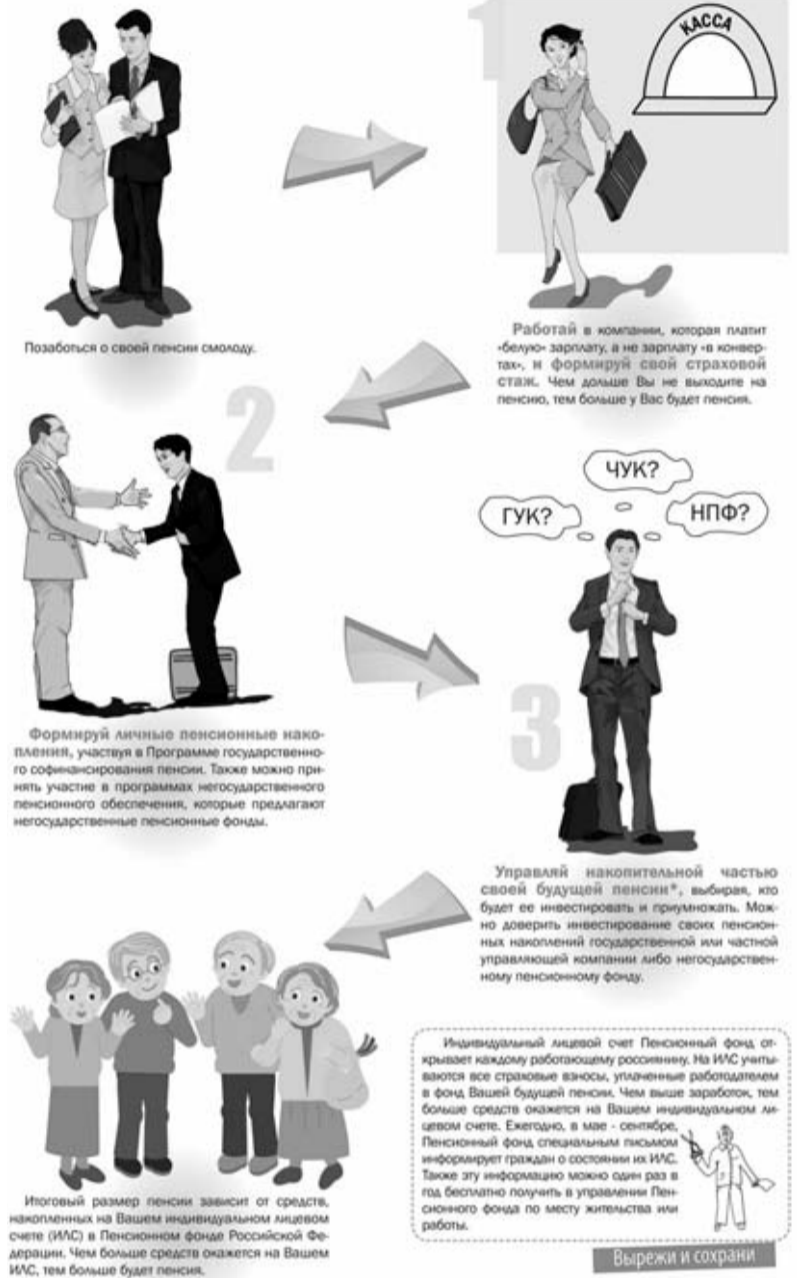 Позаботься о своей пенсии смолоду.
1
КАССА
Работай в компании, которая платит
«белую» зарплату, а не зарплату «в конвер-
тах», и формируй свой страховой
стаж. Чем дольше Вы не выходите на
пенсию, тем больше у Вас будет пенсия.
2
Формируй личные пенсионные нако-
пления, участвуя в Программе государственно-
го софинансирования пенсии. Также можно при-
нять участие в программах негосударственного
пенсионного обеспечения, которые предлагают
негосударственные пенсионные фонды.
ЧУК?
ГУК?
НПФ?
3
Управляй накопительной частью
своей будущей пенсии*, выбирая, кто
будет ее инвестировать и приумножать. Мож-
но доверить инвестирование своих пенсион-
ных накоплений государственной или частной
управляющей компании либо негосударствен-
ному пенсионному фонду.
Итоговый размер пенсии зависит от средств,
накопленных на Вашем индивидуальном лицевом
счете (ИЛС) в Пенсионном фонде Российской Фе-
дерации. Чем больше средств окажется на Вашем
ИЛС, тем больше будет пенсия.
Индивидуальный лицевой счет Пенсионный фонд от-
крывает каждому работающему россиянину. На ИЛС учиты-
ваются все страховые взносы, уплаченные работодателем
в фонд Вашей будущей пенсии. Чем выше заработок, тем
больше средств окажется на Вашем индивидуальном ли-
цевом счете. Ежегодно, в мае - сентябре,
Пенсионный фонд специальным письмом
информирует граждан о состоянии их ИЛС.
Также эту информацию можно один раз в
год бесплатно получить в управлении Пен-
сионного фонда по месту жительства или
работы.
Вырежи и сохрани